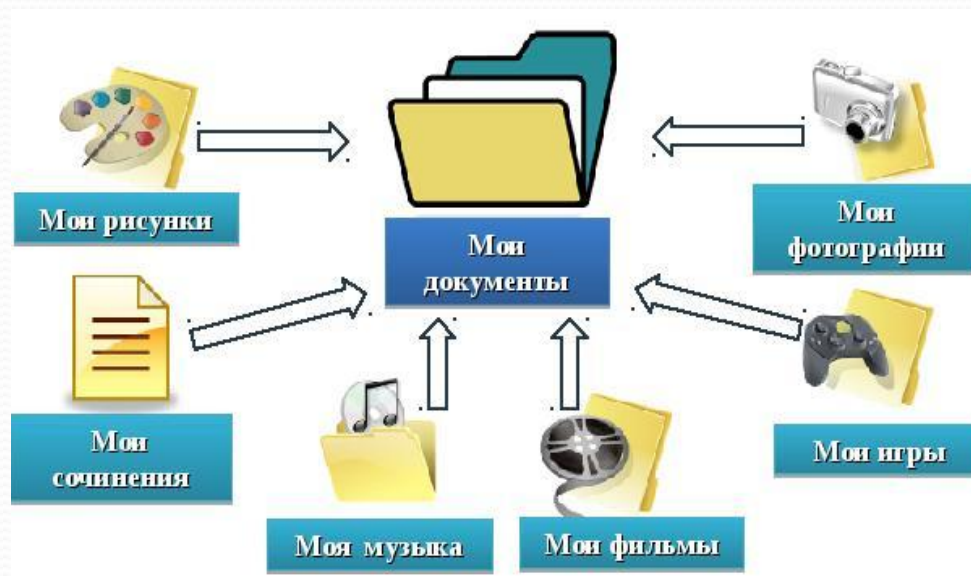 Мои рисунки
Мои
документы
Мои
фотографии
Мои
сочинения
Мои игры
Моя музыка
Мои фильмы